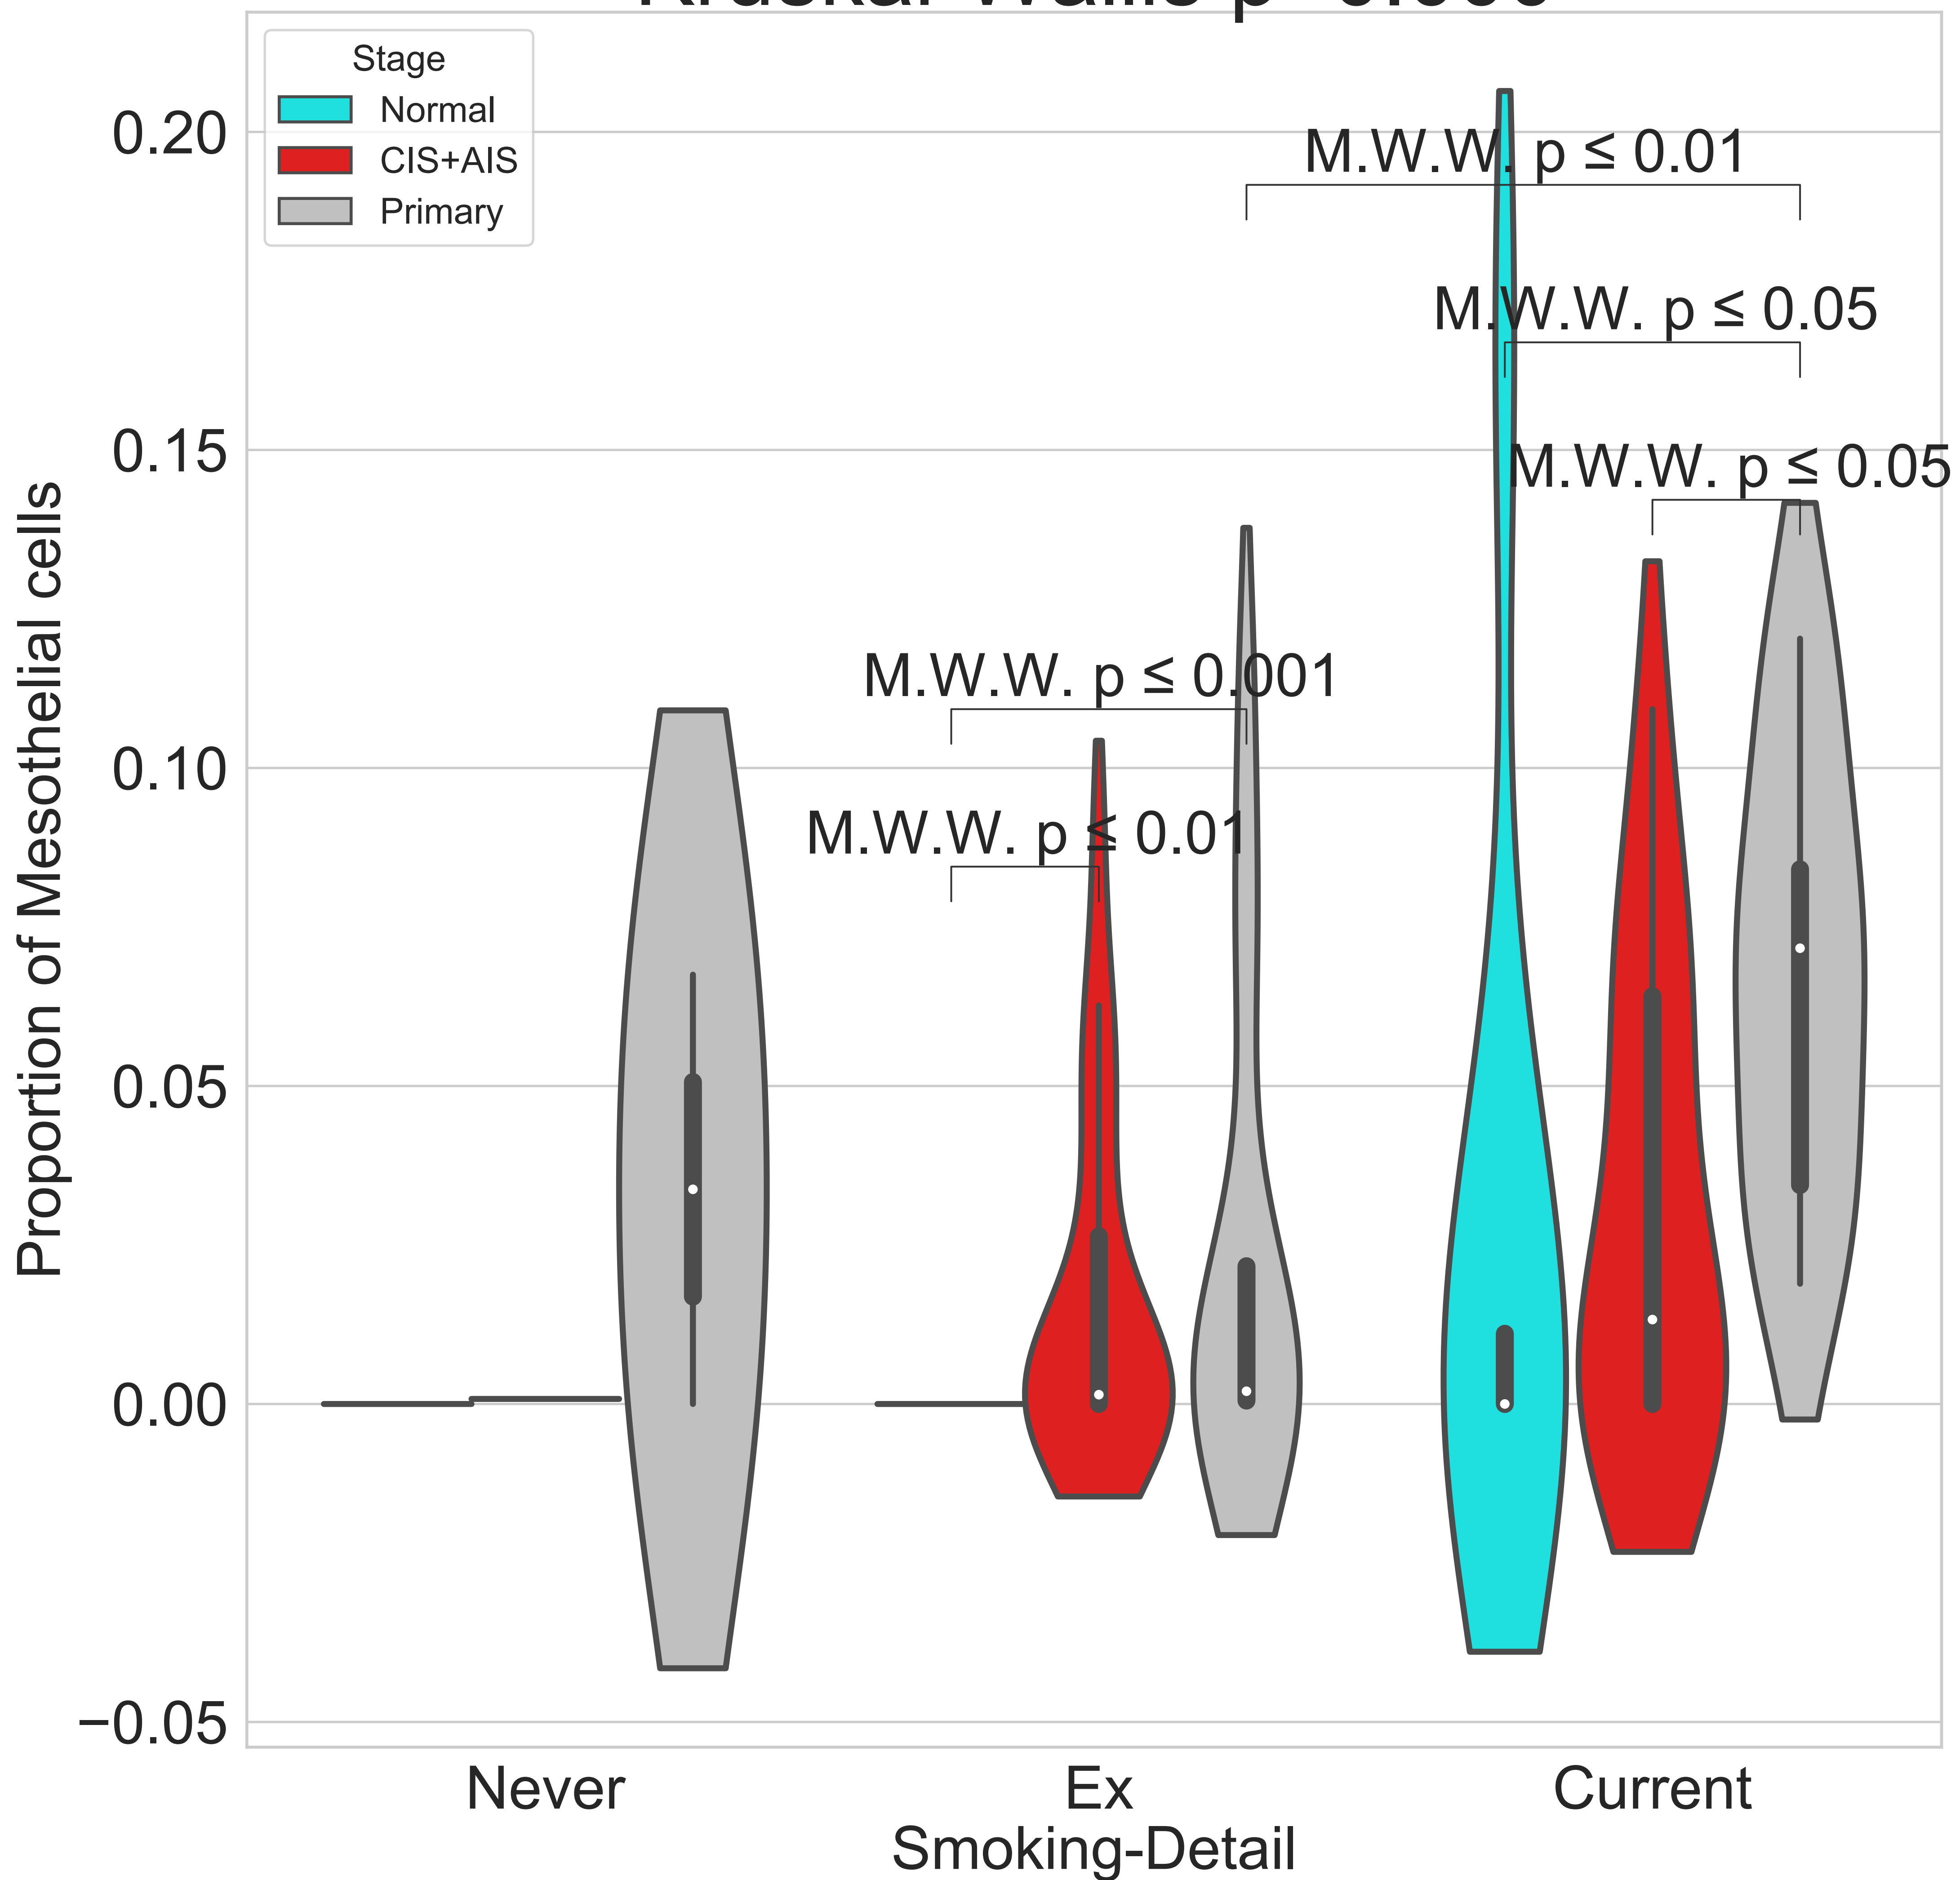 Stage
Normal
CIS+AIS
Primary
M.W.W. p ≤ 0.01
M.W.W. p ≤ 0.05
M.W.W. p ≤ 0.05
M.W.W. p ≤ 0.001
M.W.W. p ≤ 0.01
0.20
0.15
0.10
0.05
0.00
−0.05
Proportion of Mesothelial cells
Never
Ex
Current
Smoking-Detail